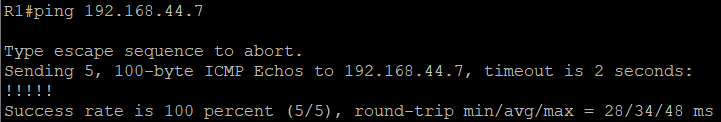 R1#ping 192.168.44.7
Type escape sequence to abort.
Sending 5, 100-byte ICMP Echos to 192.168.44.7, timeout is 2 seconds:
!!!!!
Success rate is 100 percent (5/5), round-trip min/avg/max = 28/34/48 ms